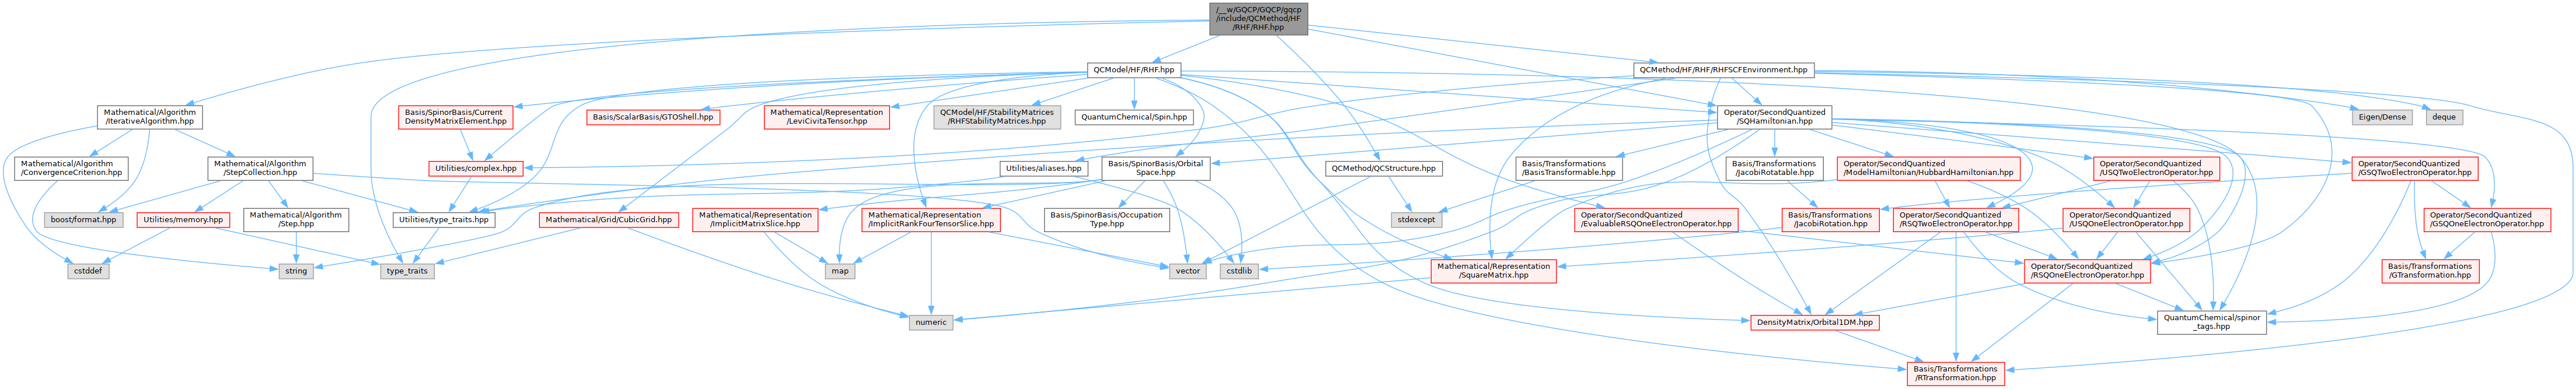 /__w/GQCP/GQCP/gqcp
/include/QCMethod/HF
/RHF/RHF.hpp
QCModel/HF/RHF.hpp
QCMethod/HF/RHF/RHFSCFEnvironment.hpp
Mathematical/Algorithm
/IterativeAlgorithm.hpp
Basis/SpinorBasis/Current
DensityMatrixElement.hpp
Basis/ScalarBasis/GTOShell.hpp
Mathematical/Representation
/LeviCivitaTensor.hpp
QCModel/HF/StabilityMatrices
/RHFStabilityMatrices.hpp
QuantumChemical/Spin.hpp
Operator/SecondQuantized
/SQHamiltonian.hpp
Eigen/Dense
deque
Mathematical/Algorithm
/ConvergenceCriterion.hpp
Mathematical/Algorithm
/StepCollection.hpp
Utilities/complex.hpp
Utilities/aliases.hpp
Basis/SpinorBasis/Orbital
Space.hpp
QCMethod/QCStructure.hpp
Basis/Transformations
/BasisTransformable.hpp
Basis/Transformations
/JacobiRotatable.hpp
Operator/SecondQuantized
/ModelHamiltonian/HubbardHamiltonian.hpp
Operator/SecondQuantized
/USQTwoElectronOperator.hpp
Operator/SecondQuantized
/GSQTwoElectronOperator.hpp
boost/format.hpp
Utilities/memory.hpp
Mathematical/Algorithm
/Step.hpp
Utilities/type_traits.hpp
Mathematical/Grid/CubicGrid.hpp
Mathematical/Representation
/ImplicitMatrixSlice.hpp
Mathematical/Representation
/ImplicitRankFourTensorSlice.hpp
Basis/SpinorBasis/Occupation
Type.hpp
stdexcept
Operator/SecondQuantized
/EvaluableRSQOneElectronOperator.hpp
Basis/Transformations
/JacobiRotation.hpp
Operator/SecondQuantized
/RSQTwoElectronOperator.hpp
Operator/SecondQuantized
/USQOneElectronOperator.hpp
Operator/SecondQuantized
/GSQOneElectronOperator.hpp
cstddef
string
type_traits
map
vector
cstdlib
Mathematical/Representation
/SquareMatrix.hpp
Operator/SecondQuantized
/RSQOneElectronOperator.hpp
Basis/Transformations
/GTransformation.hpp
numeric
DensityMatrix/Orbital1DM.hpp
QuantumChemical/spinor
_tags.hpp
Basis/Transformations
/RTransformation.hpp